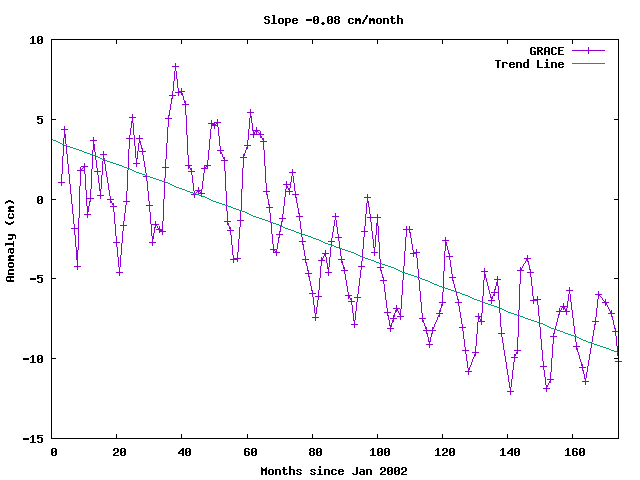 Slope -0.08 cm/month
GRACE
Trend Line
10
5
0
-5
-10
-15
Anomaly (cm)
0 20 40 60 80 100 120 140 160
Months since Jan 2002